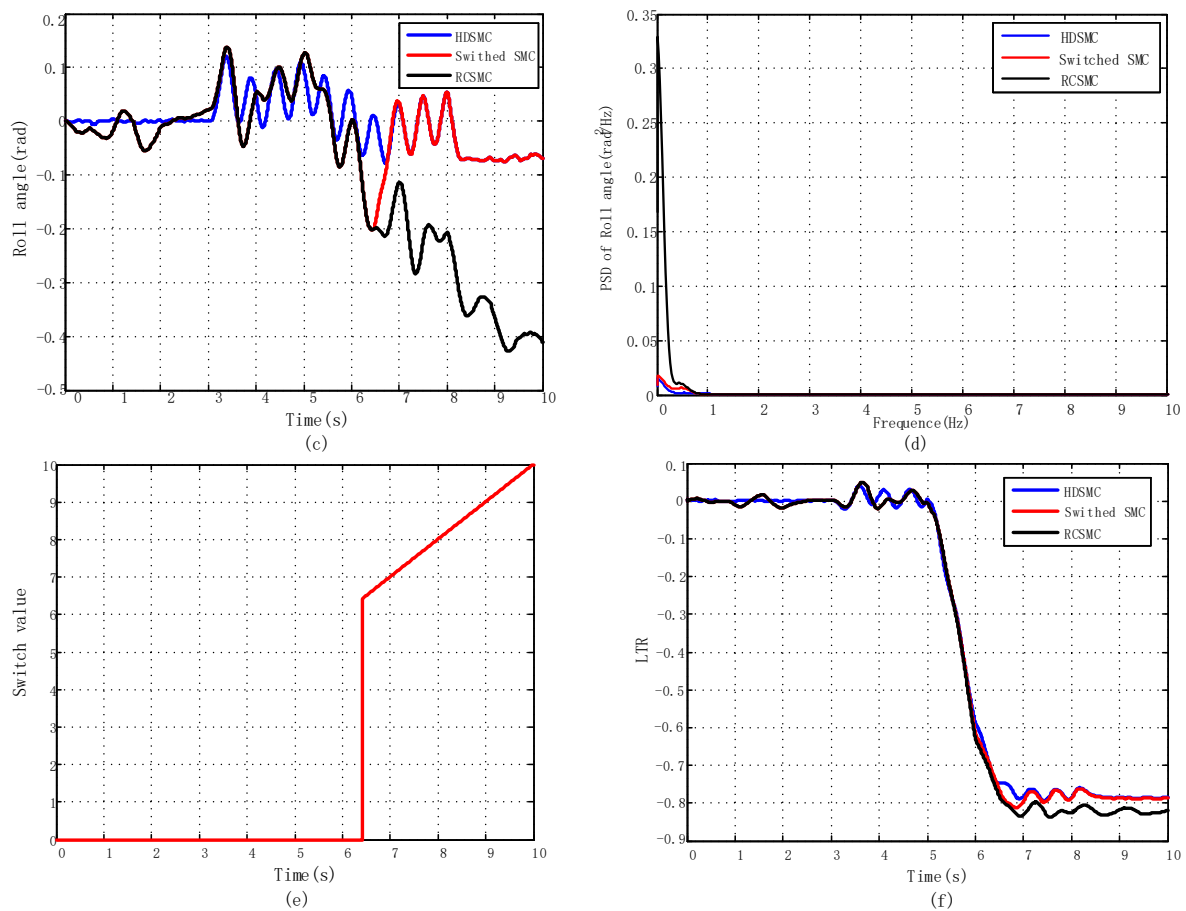 0.2
0.1
0
-0.1
-0.2
-0.3
-0.4
-0.5
Roll angle(rad)
HDSMC
Swithed SMC
RCSMC
0 1 2 3 4 5 6 7 8 9 10
Time(s)
(c)
0.35
0.3
0.25
0.2
0.15
0.1
0.05
0
PSD of Roll angle(rad²/Hz)
HDSMC
Switched SMC
RCSMC
0 1 2 3 4 5 6 7 8 9 10
Frequence(Hz)
(d)
10
9
8
7
6
5
4
3
2
1
0
Switch value
0 1 2 3 4 5 6 7 8 9 10
Time(s)
(e)
0.1
0
-0.1
-0.2
-0.3
-0.4
-0.5
-0.6
-0.7
-0.8
-0.9
LTR
HDSMC
Swithed SMC
RCSMC
0 1 2 3 4 5 6 7 8 9 10
Time(s)
(f)